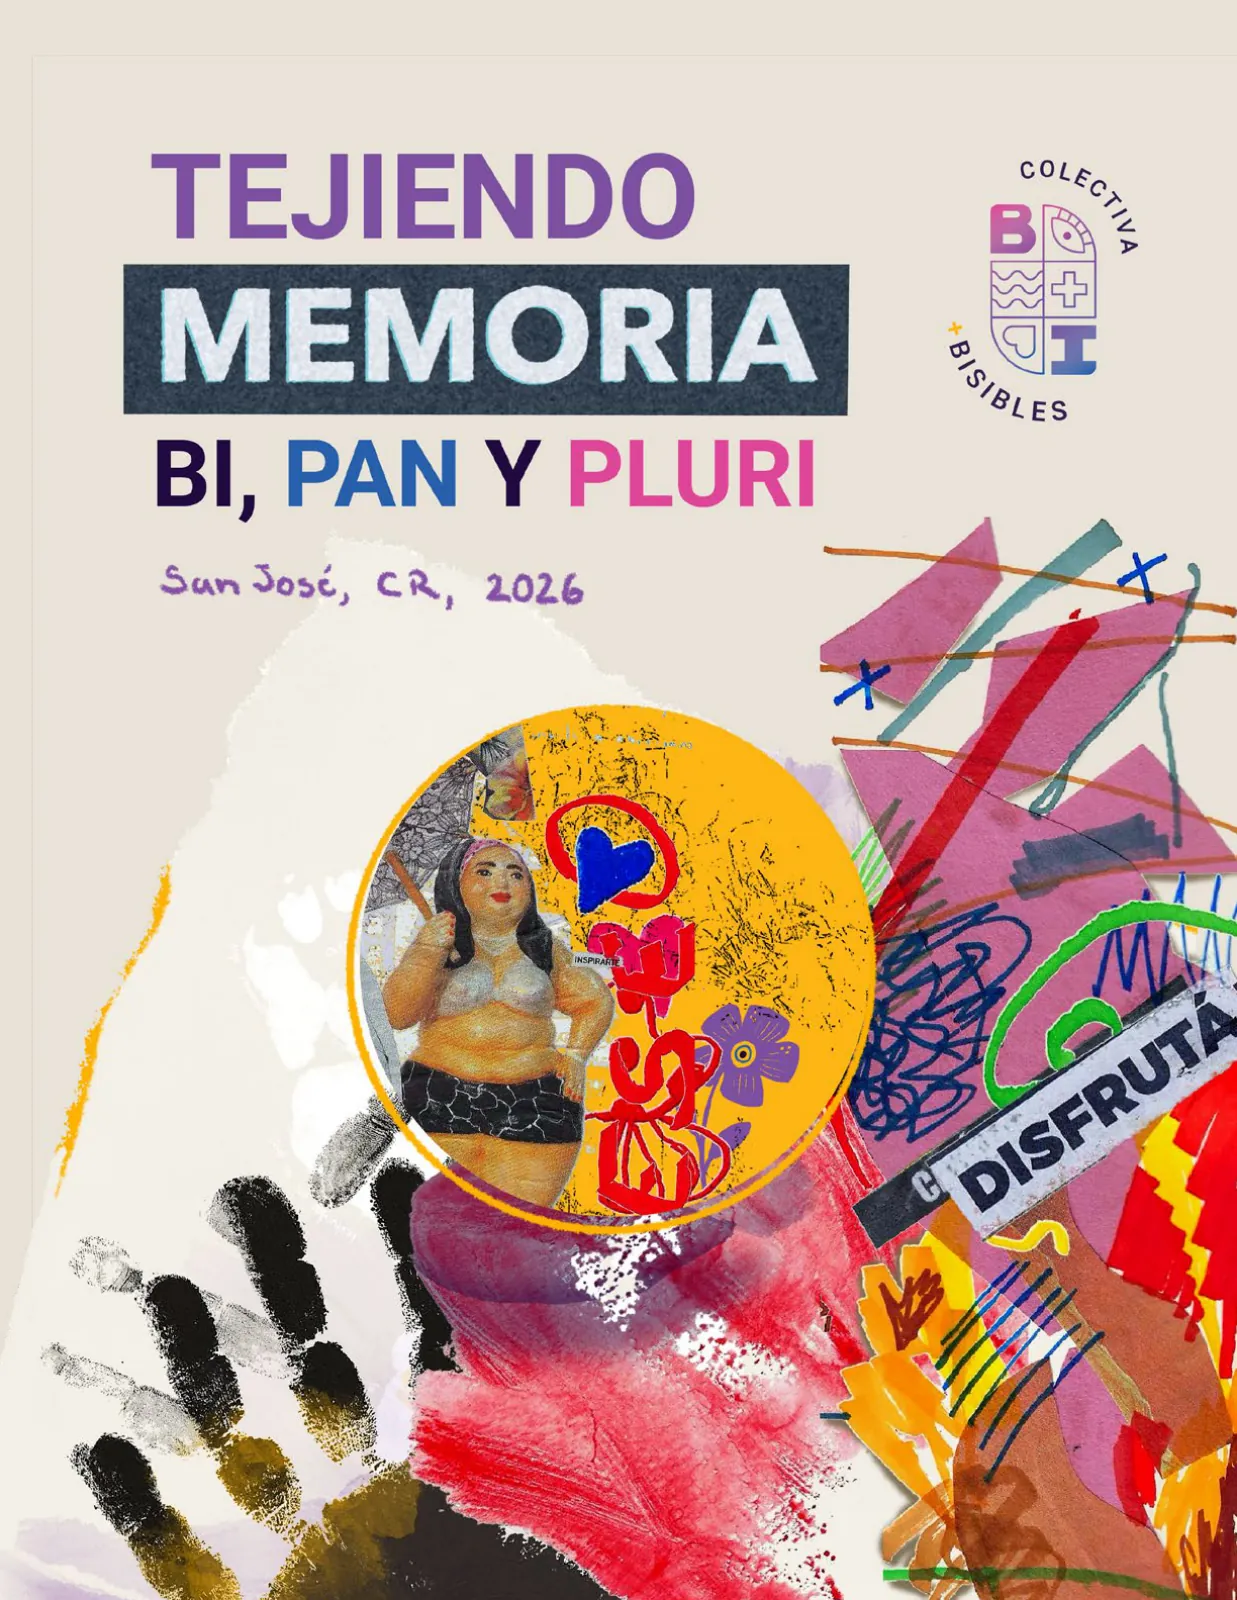 TEJIENDO
MEMORIA
BI, PAN Y PLURI
San José, CR, 2026
COLECTIVA
B
I
+BISIBLES
INSPIRARTE
DISFRUTÁ